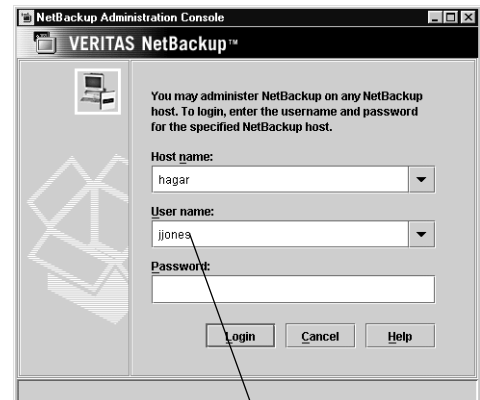 NetBackup Administration Console
VERITAS NetBackup™
You may administer NetBackup on any NetBackup
host. To login, enter the username and password
for the specified NetBackup host.
Host name:
hagar
User name:
jjones
Password:
Login Cancel Help